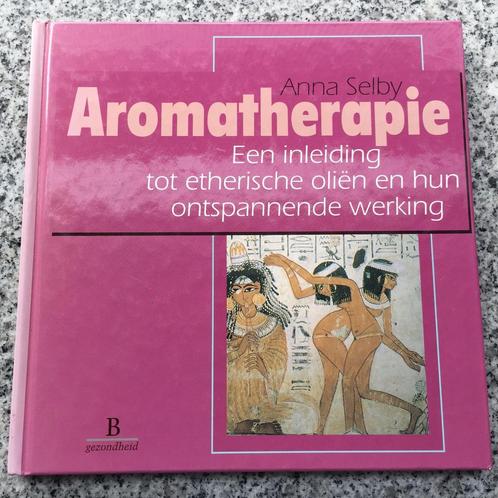 Anna Selby
Aromatherapie
Een inleiding
tot etherische oliën en hun
ontspannende werking
B
gezondheid